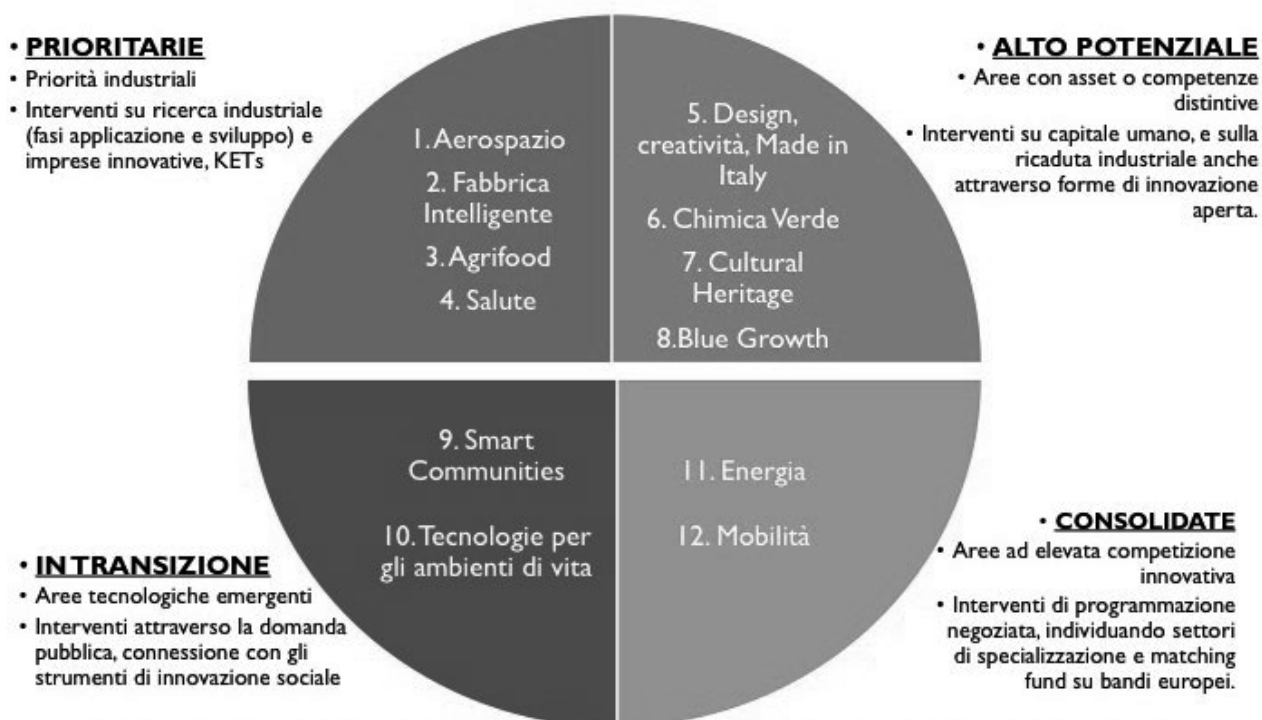 • PRIORITARIE
• Priorità industriali
• Interventi su ricerca industriale
(fasi applicazione e sviluppo) e
imprese innovative, KETs
1. Aerospazio
2. Fabbrica
Intelligente
3. Agrifood
4. Salute
5. Design,
creatività, Made in
Italy
6. Chimica Verde
7. Cultural
Heritage
8.Blue Growth
• ALTO POTENZIALE
• Aree con asset o competenze
distintive
• Interventi su capitale umano, e sulla
ricaduta industriale anche
attraverso forme di innovazione
aperta.
• IN TRANSIZIONE
• Aree tecnologiche emergenti
• Interventi attraverso la domanda
pubblica, connessione con gli
strumenti di innovazione sociale
9. Smart
Communities
10. Tecnologie per
gli ambienti di vita
11. Energia
12. Mobilità
• CONSOLIDATE
• Aree ad elevata competizione
innovativa
• Interventi di programmazione
negoziata, individuando settori
di specializzazione e matching
fund su bandi europei.